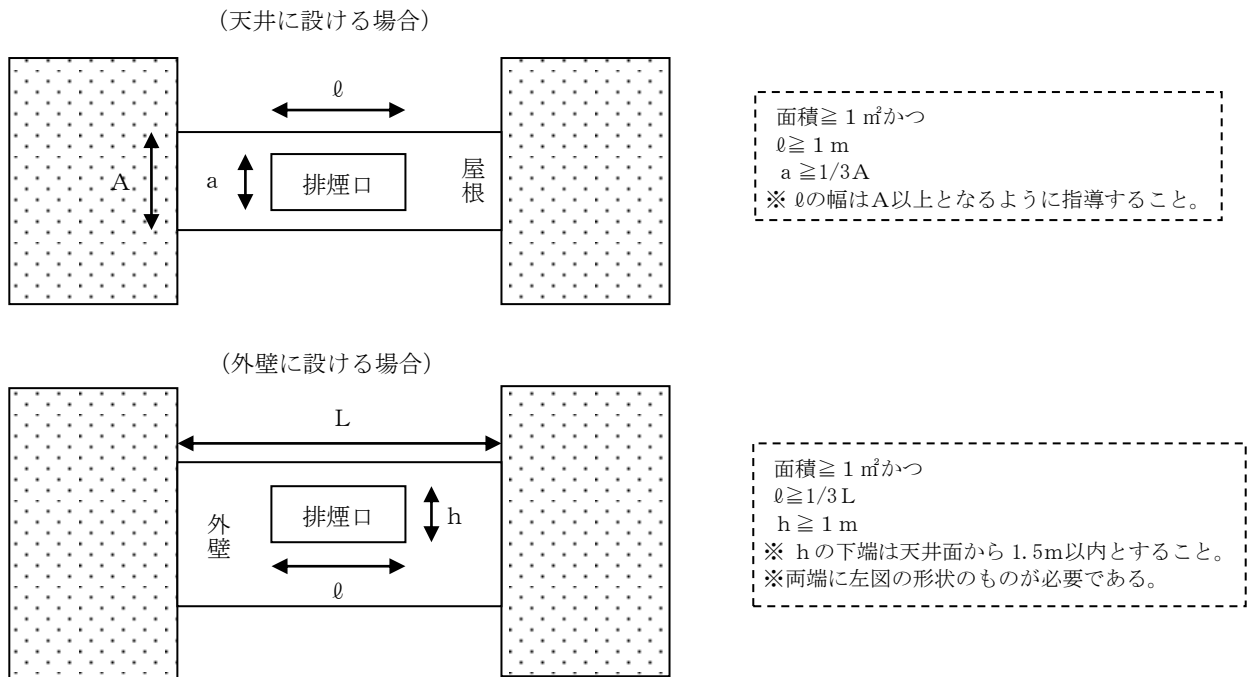 (天井に設ける場合)
ℓ
A
a
排煙口
屋根
面積≧1㎡かつ
ℓ≧1m
a≧1/3A
※ ℓの幅はA以上となるように指導すること。
(外壁に設ける場合)
L
外壁
排煙口
h
ℓ
面積≧1㎡かつ
ℓ≧1/3L
h≧1m
※ hの下端は天井面から1.5m以内とすること。
※両端に左図の形状のものが必要である。